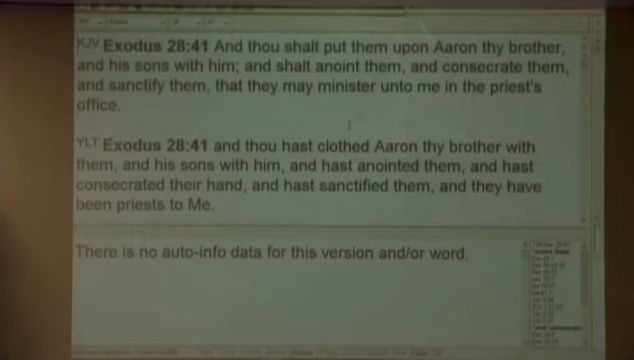 KJV Exodus 28:41 And thou shalt put them upon Aaron thy brother,
and his sons with him; and shalt anoint them, and consecrate them,
and sanctify them, that they may minister unto me in the priest's
office.
YLT Exodus 28:41 and thou hast clothed Aaron thy brother with
them, and his sons with him, and hast anointed them, and hast
consecrated their hand, and hast sanctified them, and they have
been priests to Me.
There is no auto-info data for this version and/or word.